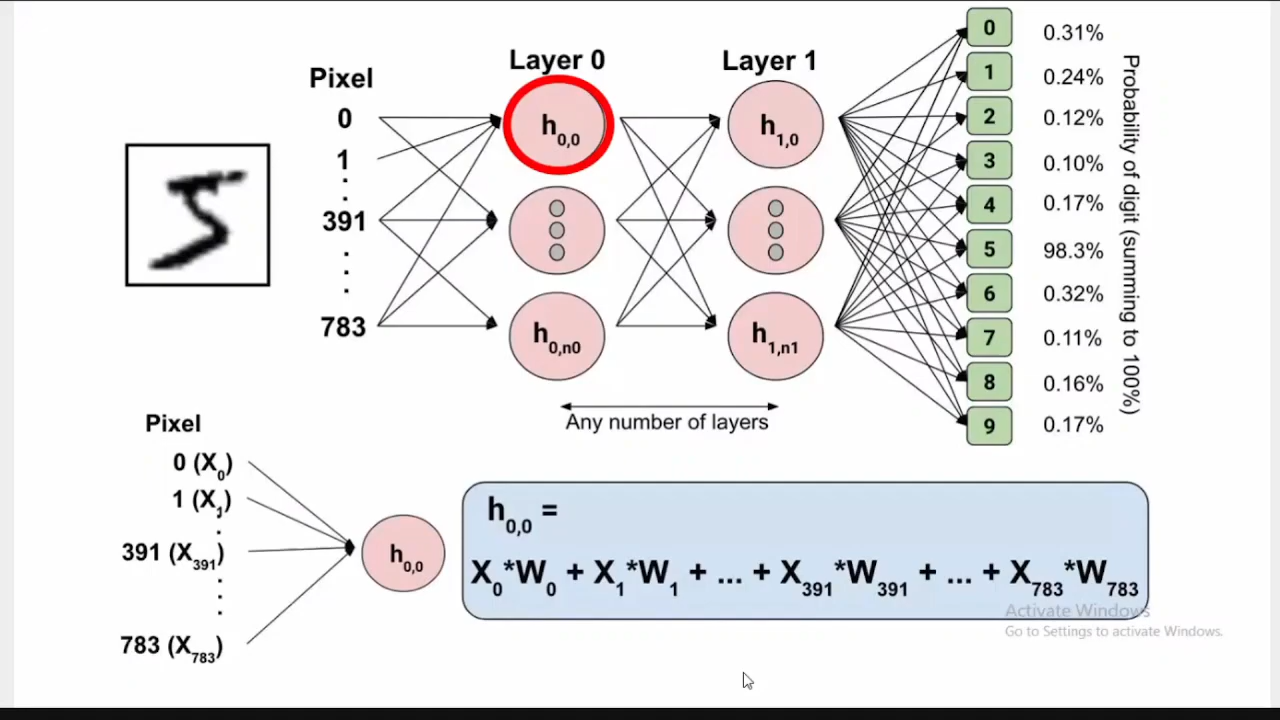 Layer 0
Layer 1
Pixel
0
1
391
783
h0,0
h0,n0
h1,0
h1,n1
Any number of layers
0 0.31%
1 0.24%
2 0.12%
3 0.10%
4 0.17%
5 98.3%
6 0.32%
7 0.11%
8 0.16%
9 0.17%
Probability of digit (summing to 100%)
5
Pixel
0 (X0)
1 (X1)
391 (X391)
783 (X783)
h0,0
h0,0 =
X0*W0 + X1*W1 + ... + X391*W391 + ... + X783*W783
Activate Windows
Go to Settings to activate Windows.